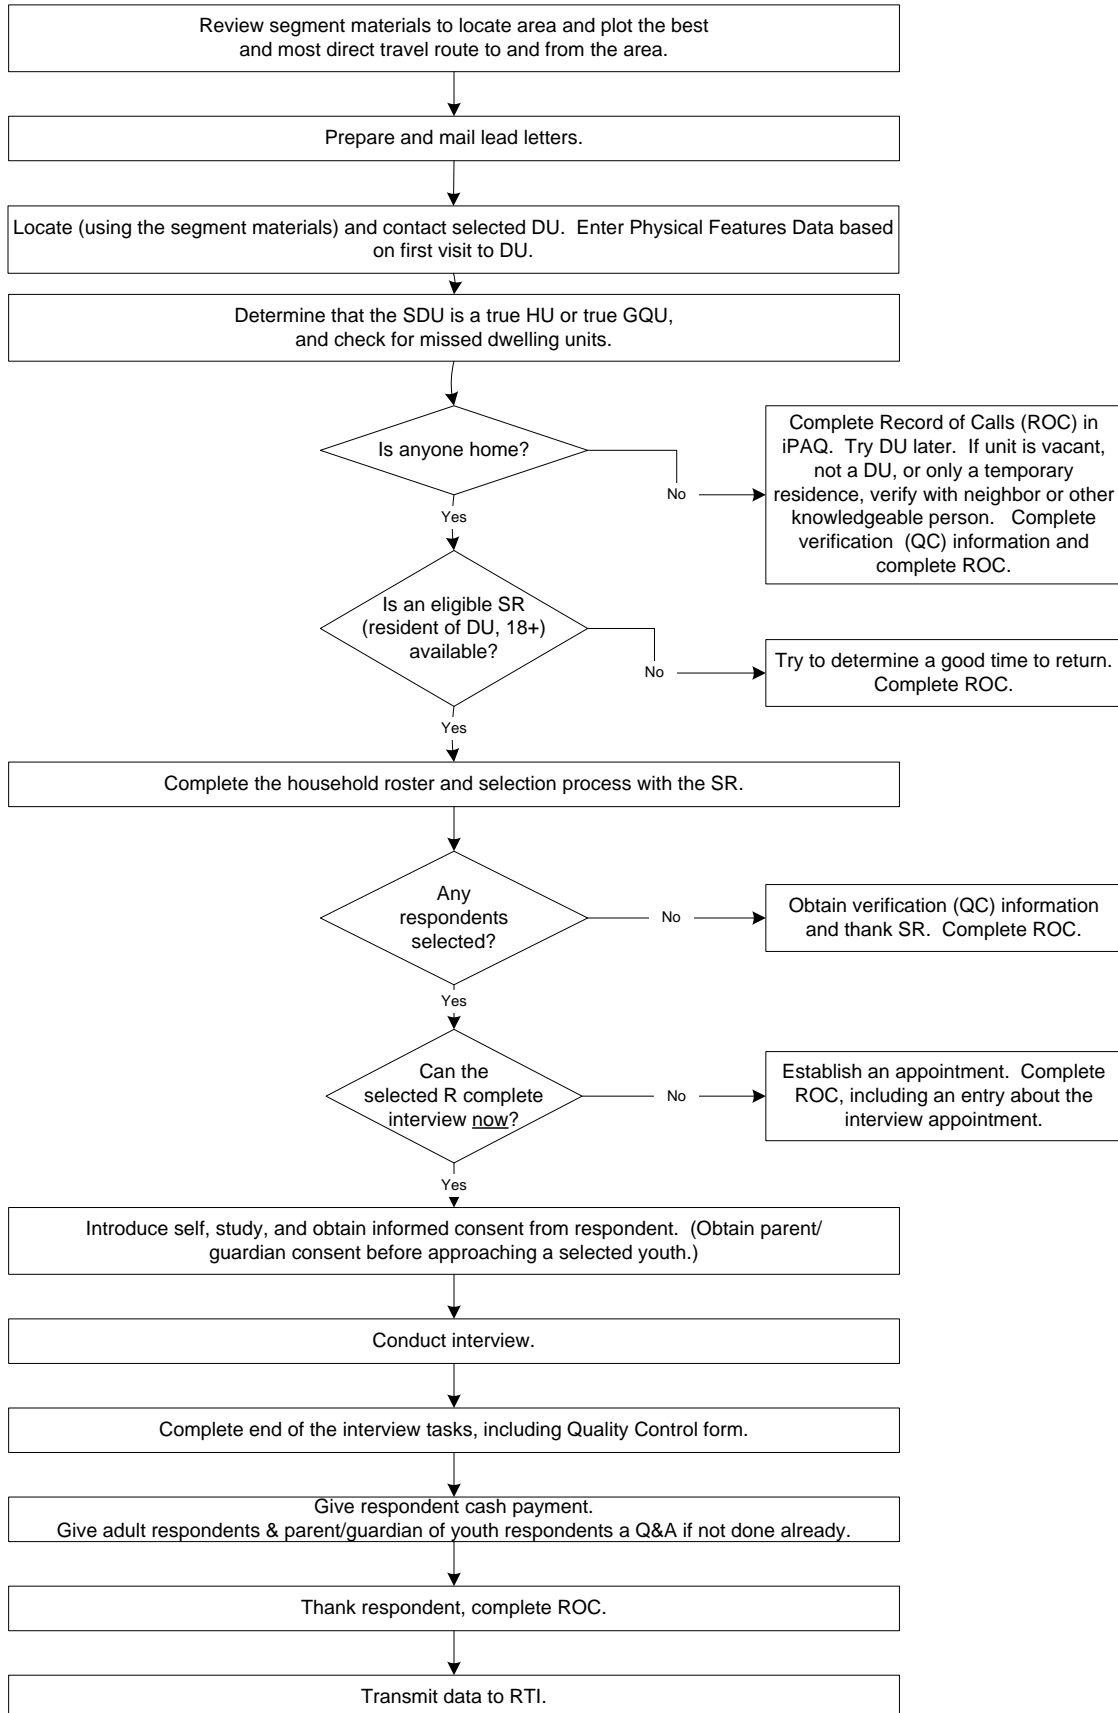 Review segment materials to locate area and plot the best
and most direct travel route to and from the area.
Prepare and mail lead letters.
Locate (using the segment materials) and contact selected DU.  Enter Physical Features Data based
on first visit to DU.
Determine that the SDU is a true HU or true GQU,
and check for missed dwelling units.
Is anyone home?
No
Complete Record of Calls (ROC) in
iPAQ.  Try DU later.  If unit is vacant,
not a DU, or only a temporary
residence, verify with neighbor or other
knowledgeable person.   Complete
verification  (QC) information and
complete ROC.
Yes
Is an eligible SR
(resident of DU, 18+)
available?
No
Try to determine a good time to return.
Complete ROC.
Yes
Complete the household roster and selection process with the SR.
Any
respondents
selected?
No
Obtain verification (QC) information
and thank SR.  Complete ROC.
Yes
Can the
selected R complete
interview now?
No
Establish an appointment.  Complete
ROC, including an entry about the
interview appointment.
Yes
Introduce self, study, and obtain informed consent from respondent.  (Obtain parent/
guardian consent before approaching a selected youth.)
Conduct interview.
Complete end of the interview tasks, including Quality Control form.
Give respondent cash payment.
Give adult respondents & parent/guardian of youth respondents a Q&A if not done already.
Thank respondent, complete ROC.
Transmit data to RTI.